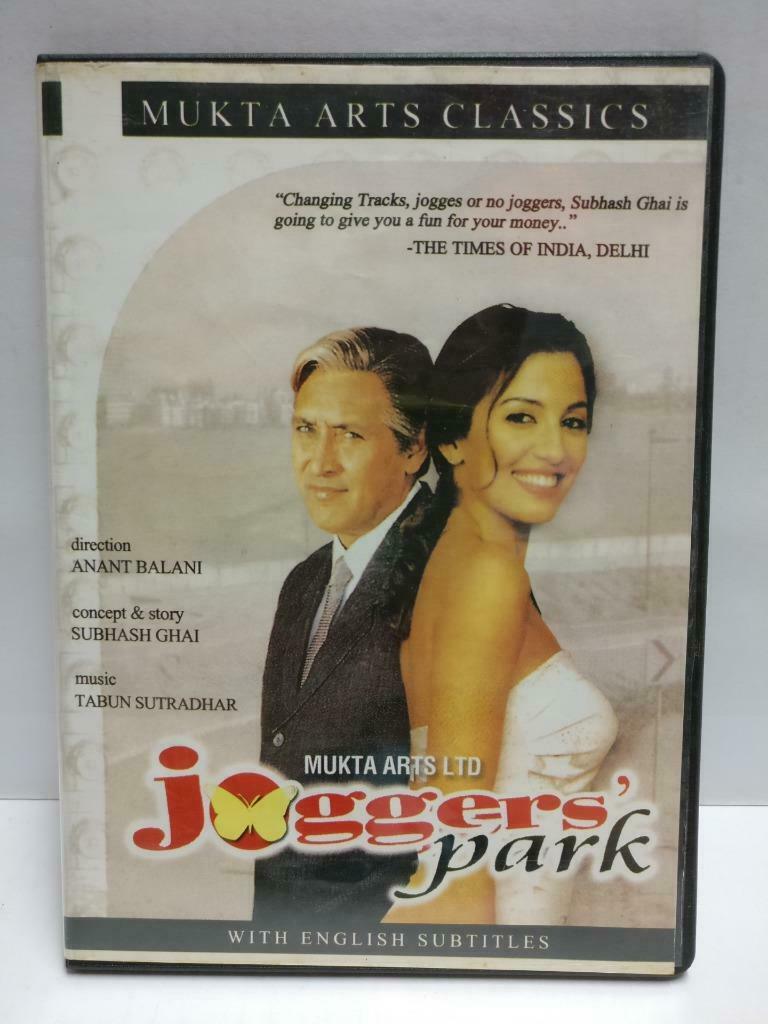 MUKTA ARTS CLASSICS
“Changing Tracks, jogges or no joggers, Subhash Ghai is
going to give you a fun for your money..”
-THE TIMES OF INDIA, DELHI
direction
ANANT BALANI
concept & story
SUBHASH GHAI
music
TABUN SUTRADHAR
MUKTA ARTS LTD
joggers’
park
WITH ENGLISH SUBTITLES